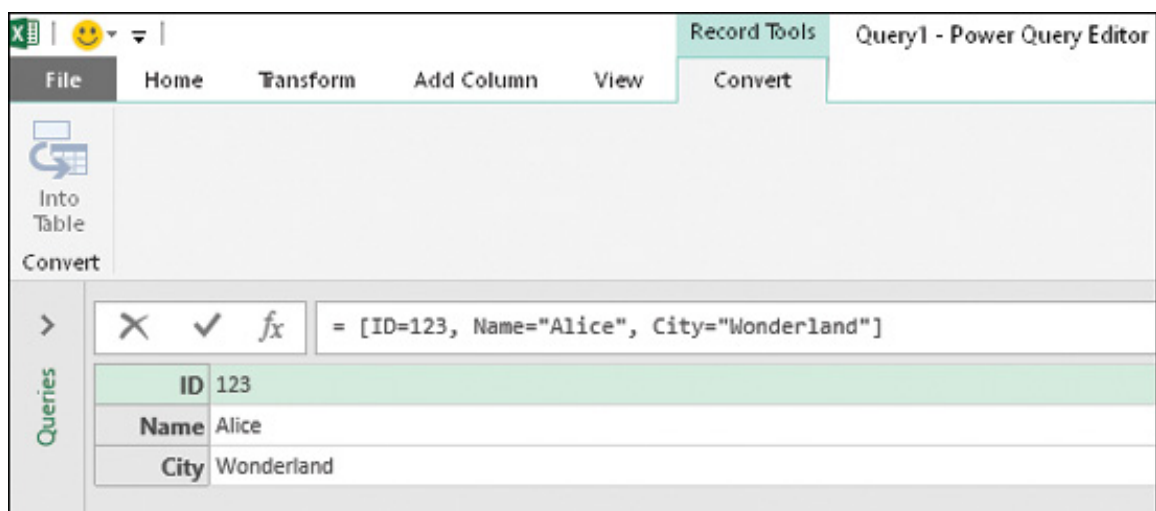 Record Tools Query1 - Power Query Editor
File Home Transform Add Column View Convert
Into
Table
Convert
fx = [ID=123, Name="Alice", City="Wonderland"]
Queries
ID 123
Name Alice
City Wonderland